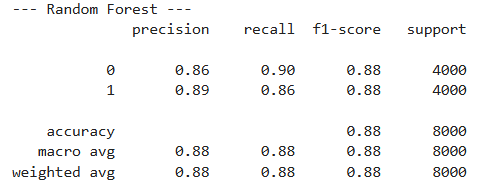 --- Random Forest ---
precision recall f1-score support
0 0.86 0.90 0.88 4000
1 0.89 0.86 0.88 4000
accuracy 0.88 8000
macro avg 0.88 0.88 0.88 8000
weighted avg 0.88 0.88 0.88 8000